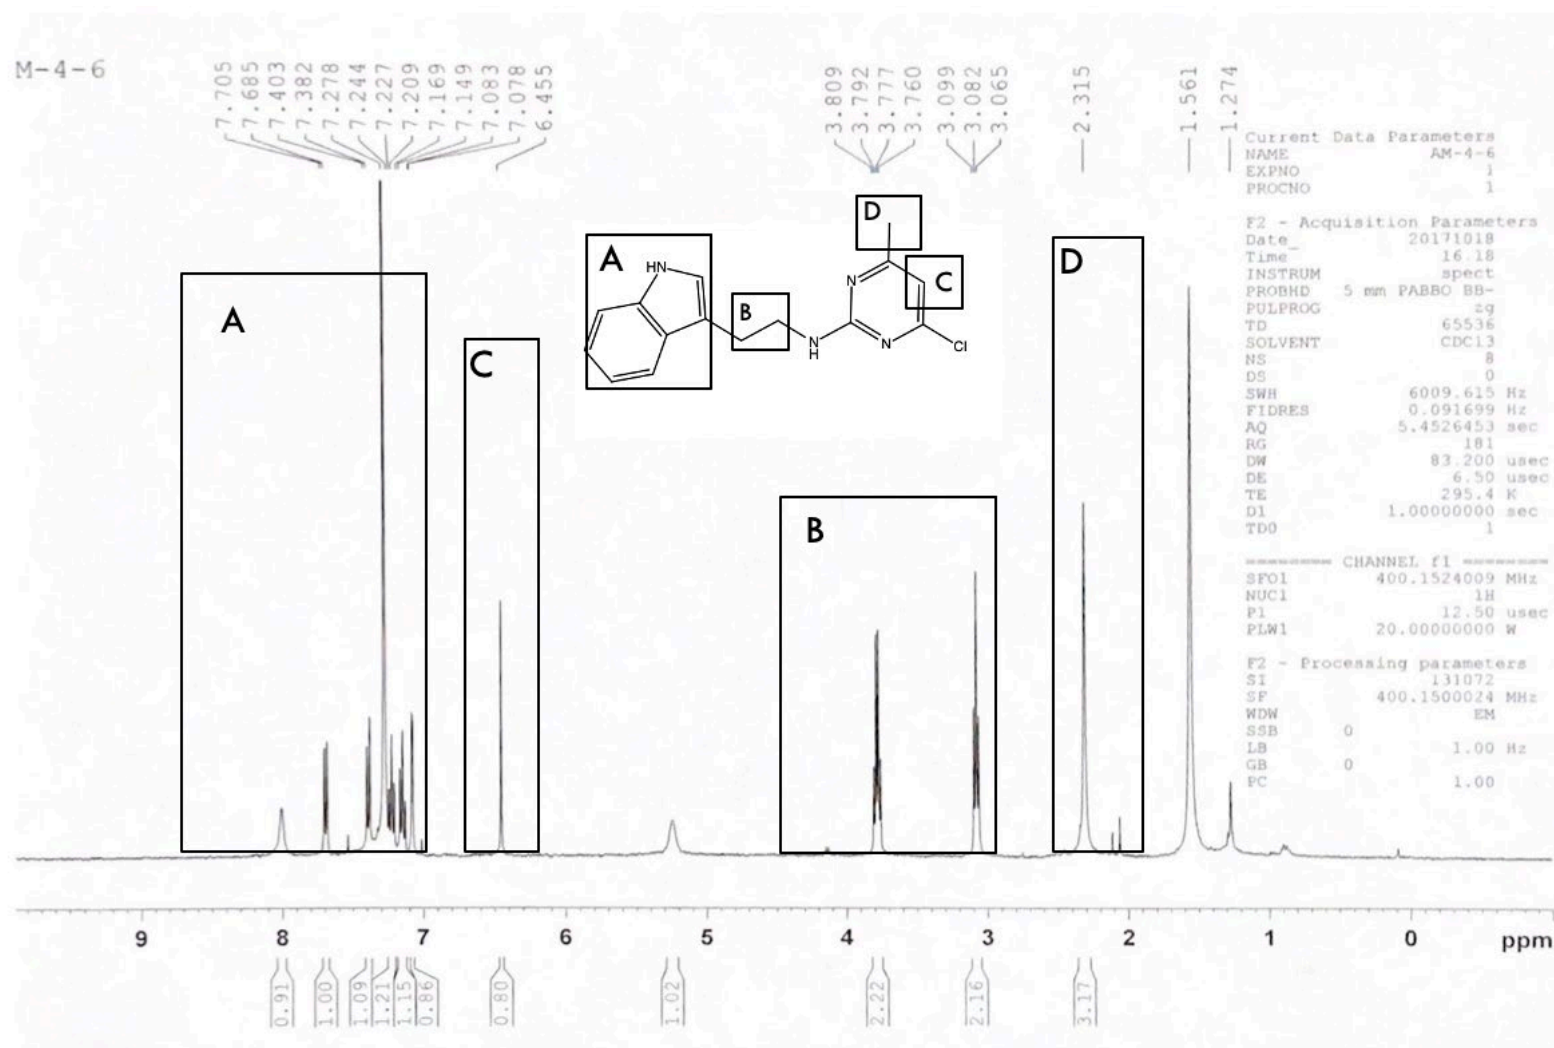 M-4-6
7.705
7.685
7.403
7.382
7.278
7.244
7.227
7.209
7.169
7.149
7.083
7.078
6.455
3.809
3.792
3.777
3.760
3.099
3.082
3.065
2.315
1.561
1.274
Current Data Parameters
NAME AM-4-6
EXPNO 1
PROCNO 1
F2 - Acquisition Parameters
Date_ 20171018
Time 16.18
INSTRUM spect
PROBHD 5 mm PABBO BB-
PULPROG zg
TD 65536
SOLVENT CDCl3
NS 8
DS 0
SWH 6009.615 Hz
FIDRES 0.091699 Hz
AQ 5.4526453 sec
RG 181
DW 83.200 usec
DE 6.50 usec
TE 295.4 K
D1 1.00000000 sec
TD0 1
======== CHANNEL f1 ========
SFO1 400.1524009 MHz
NUC1 1H
P1 12.50 usec
PLW1 20.00000000 W
F2 - Processing parameters
SI 131072
SF 400.1500024 MHz
WDW EM
SSB 0
LB 1.00 Hz
GB 0
PC 1.00
A
C
B
D
A
HN
B
N
H
N
N
D
C
Cl
9 8 7 6 5 4 3 2 1 0 ppm
0.91
1.00
1.09
1.21
1.15
0.86
0.80
1.02
2.22
2.16
3.17